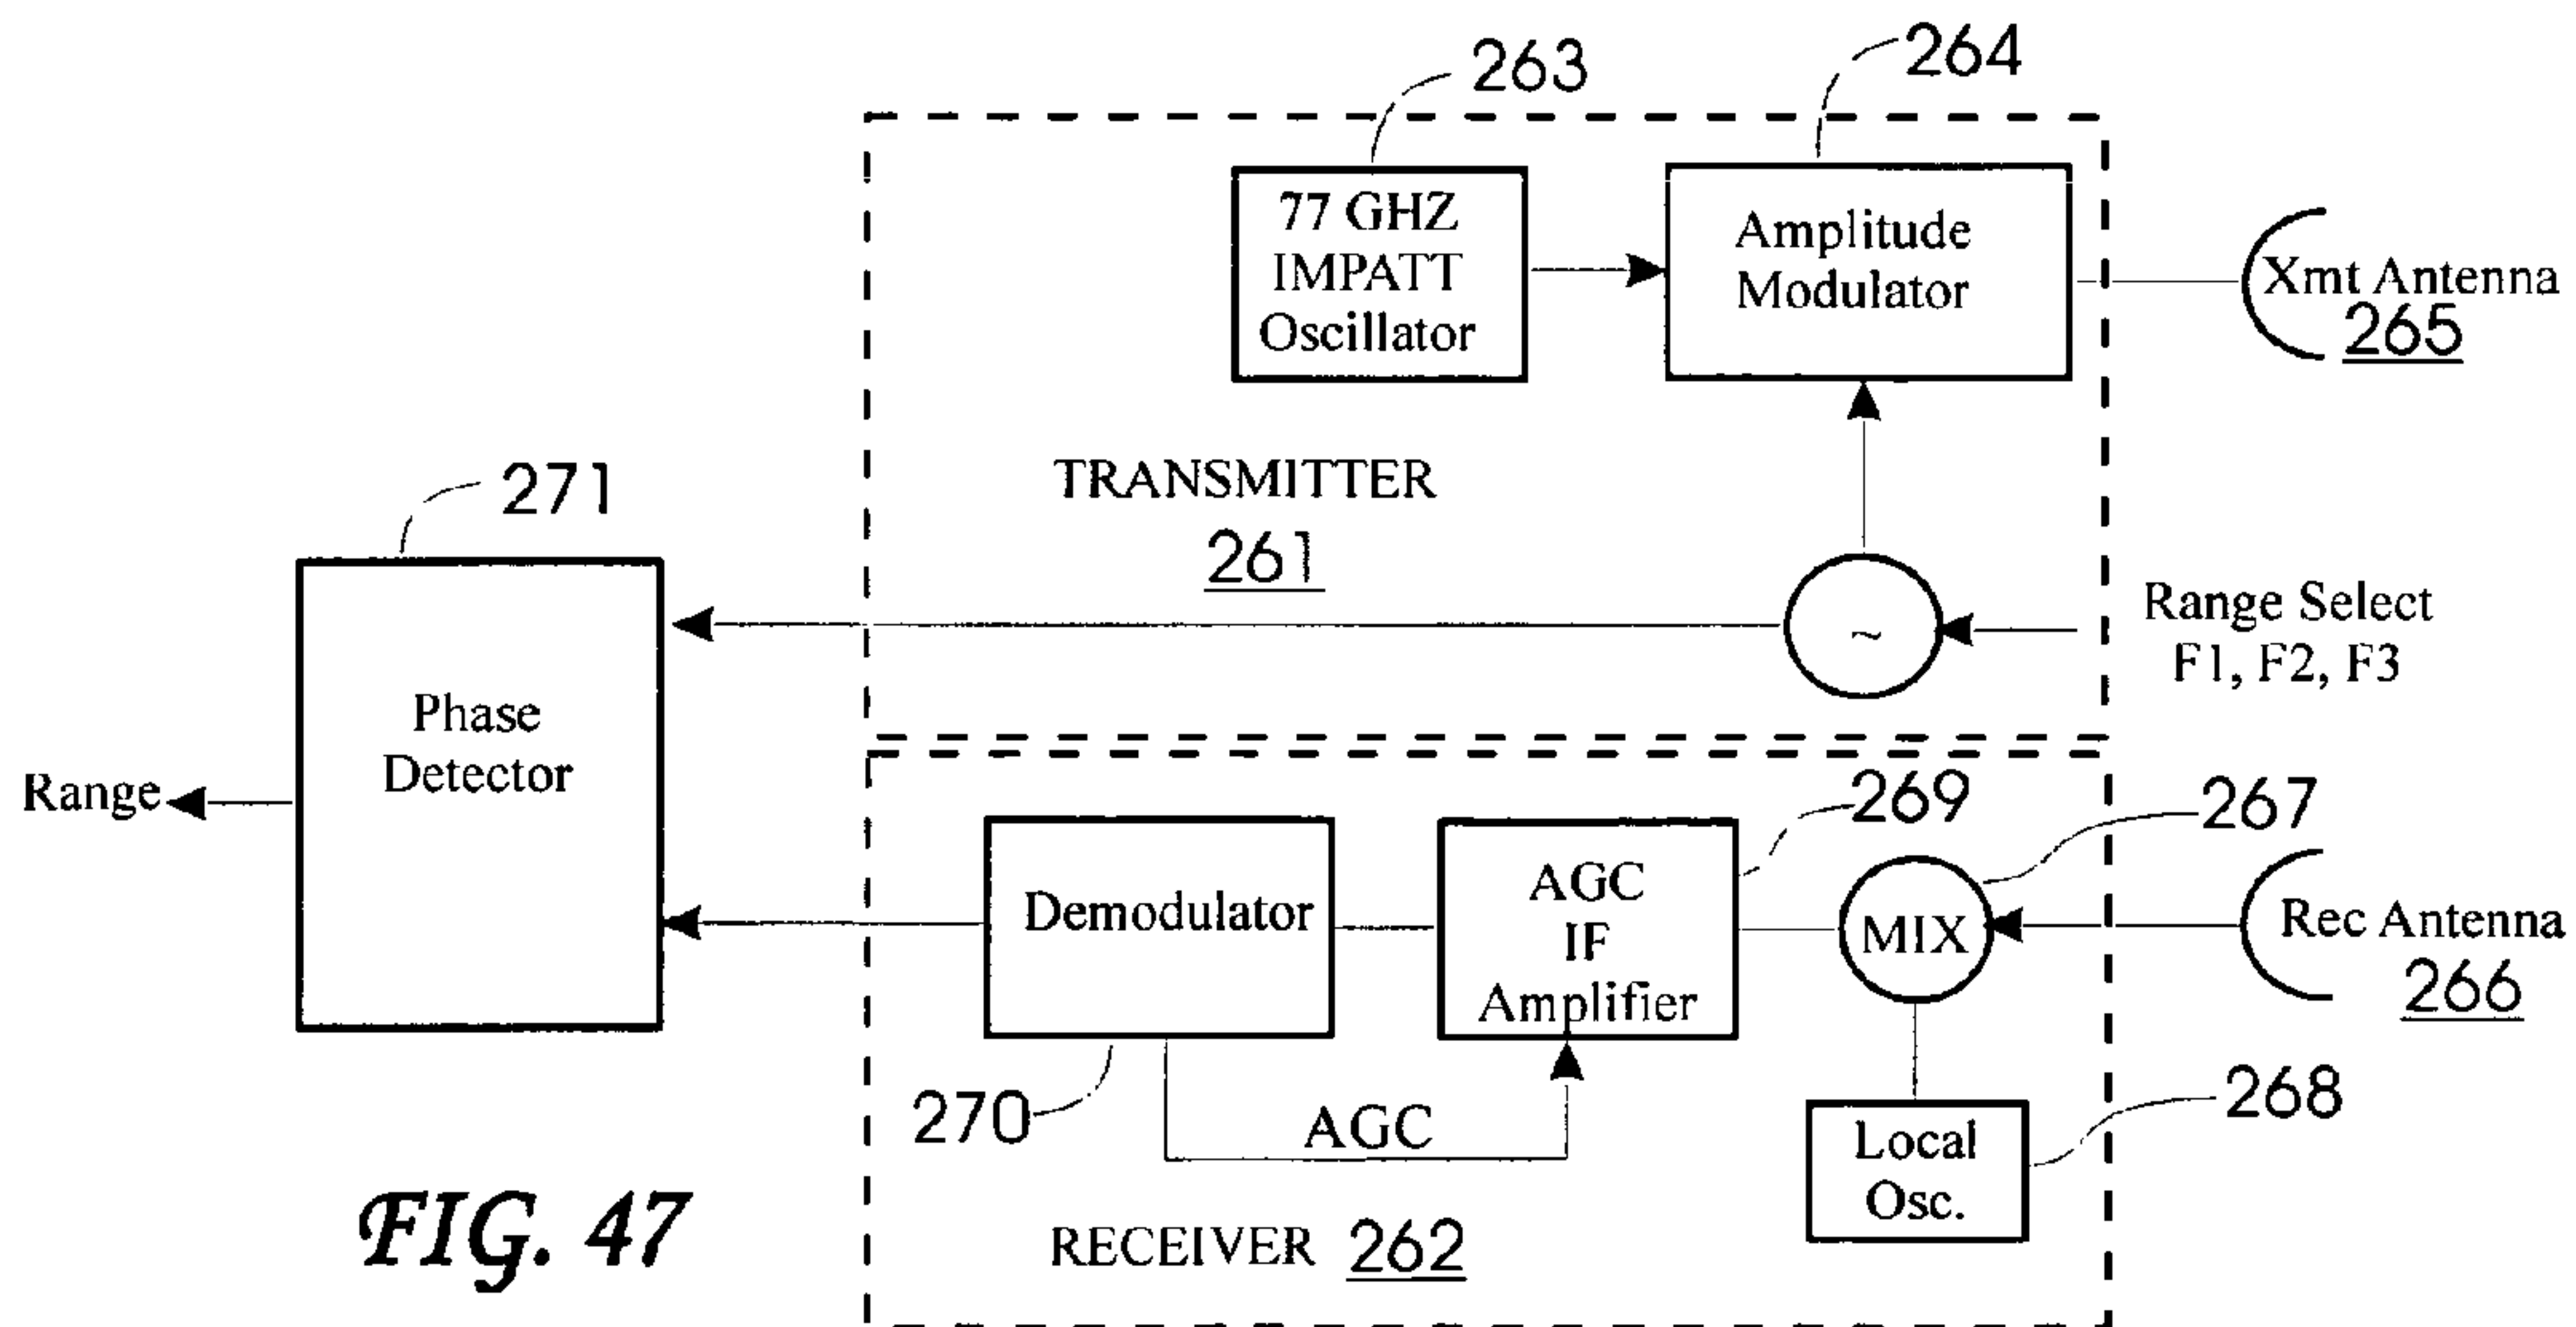 263
264
77 GHZ
IMPATT
Oscillator
Amplitude
Modulator
Xmt Antenna
265
TRANSMITTER
261
271
Range Select
F1, F2, F3
~
Phase
Detector
Range
269
267
Demodulator
AGC
IF
Amplifier
MIX
Rec Antenna
266
270
AGC
268
Local
Osc.
RECEIVER 262
FIG. 47